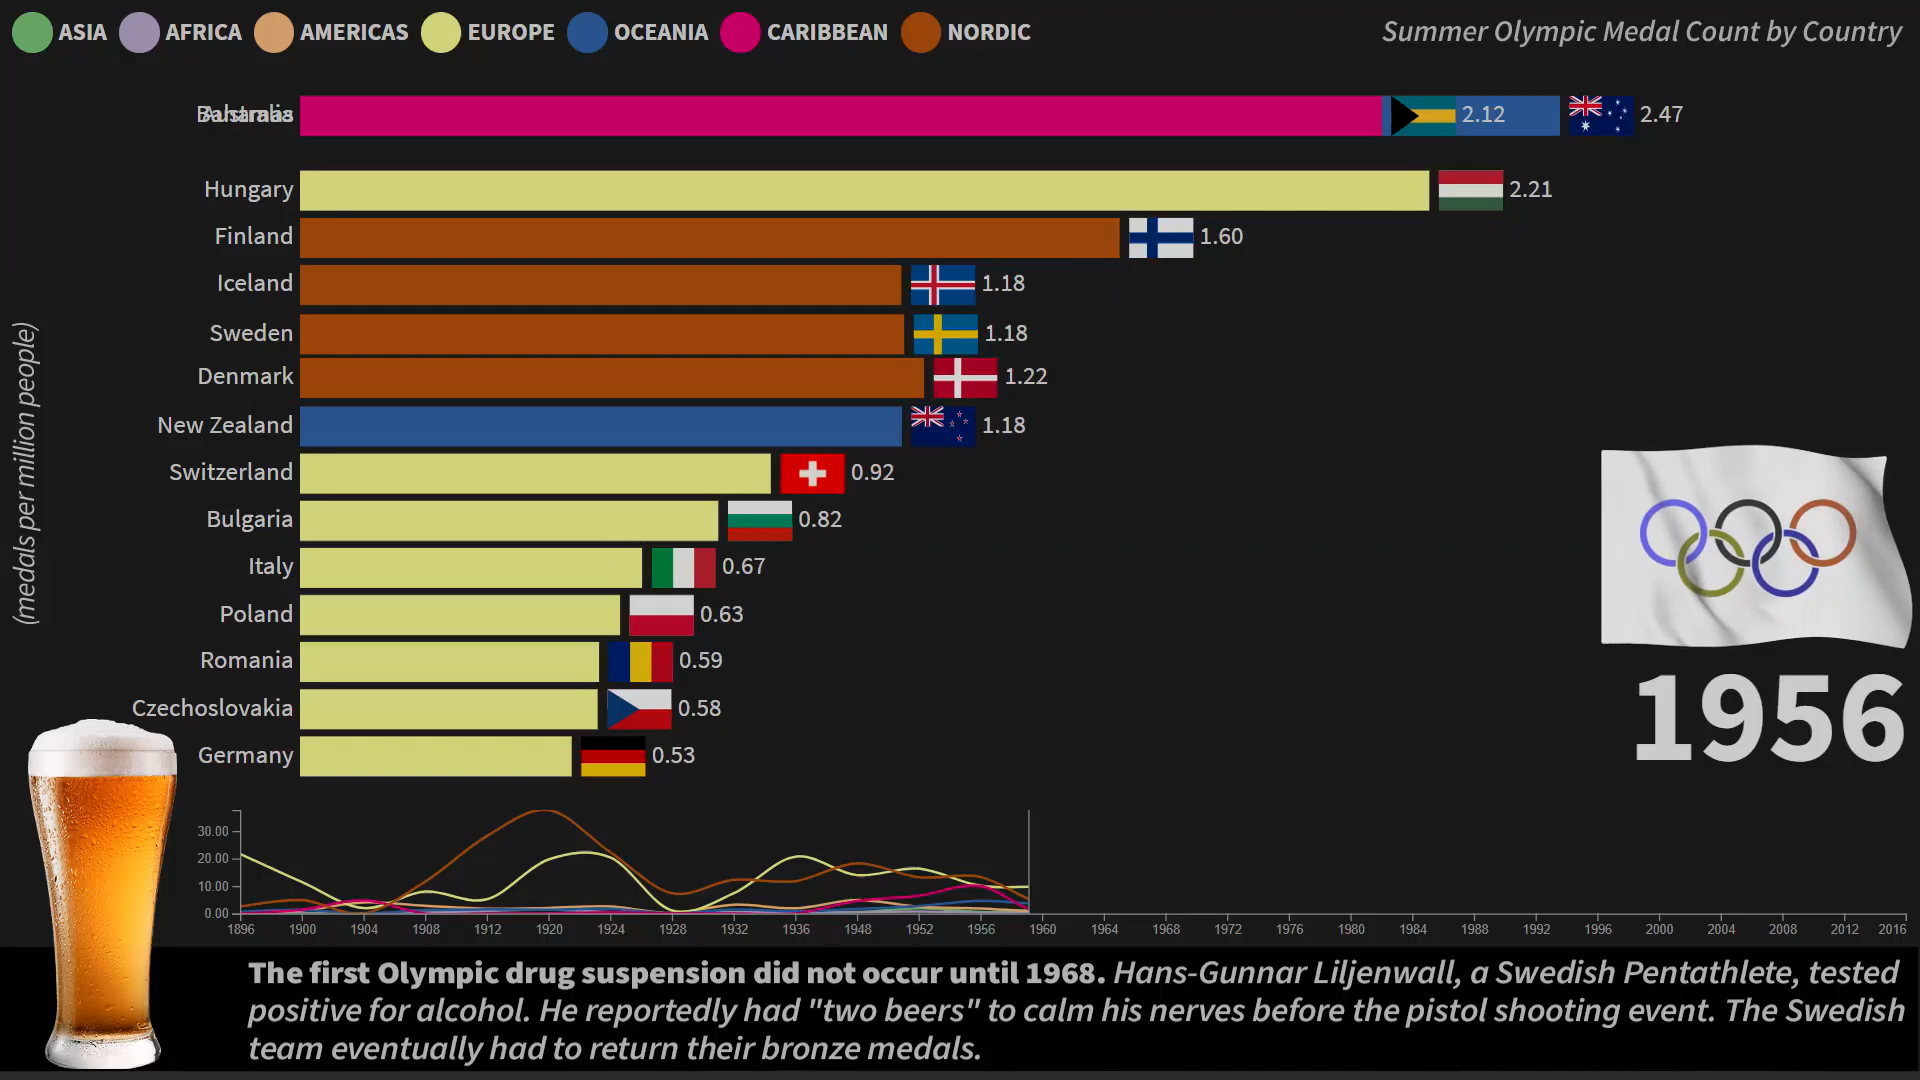 ASIA AFRICA AMERICAS EUROPE OCEANIA CARIBBEAN NORDIC
Summer Olympic Medal Count by Country
2.12 2.47
Hungary 2.21
Finland 1.60
Iceland 1.18
Sweden 1.18
Denmark 1.22
New Zealand 1.18
Switzerland 0.92
Bulgaria 0.82
Italy 0.67
Poland 0.63
Romania 0.59
Czechoslovakia 0.58
Germany 0.53
(medals per million people)
1956
30.00
20.00
10.00
0.00
1896 1900 1904 1908 1912 1920 1924 1928 1932 1936 1948 1952 1956 1960 1964 1968 1972 1976 1980 1984 1988 1992 1996 2000 2004 2008 2012 2016
The first Olympic drug suspension did not occur until 1968. Hans-Gunnar Liljenwall, a Swedish Pentathlete, tested
positive for alcohol. He reportedly had "two beers" to calm his nerves before the pistol shooting event. The Swedish
team eventually had to return their bronze medals.